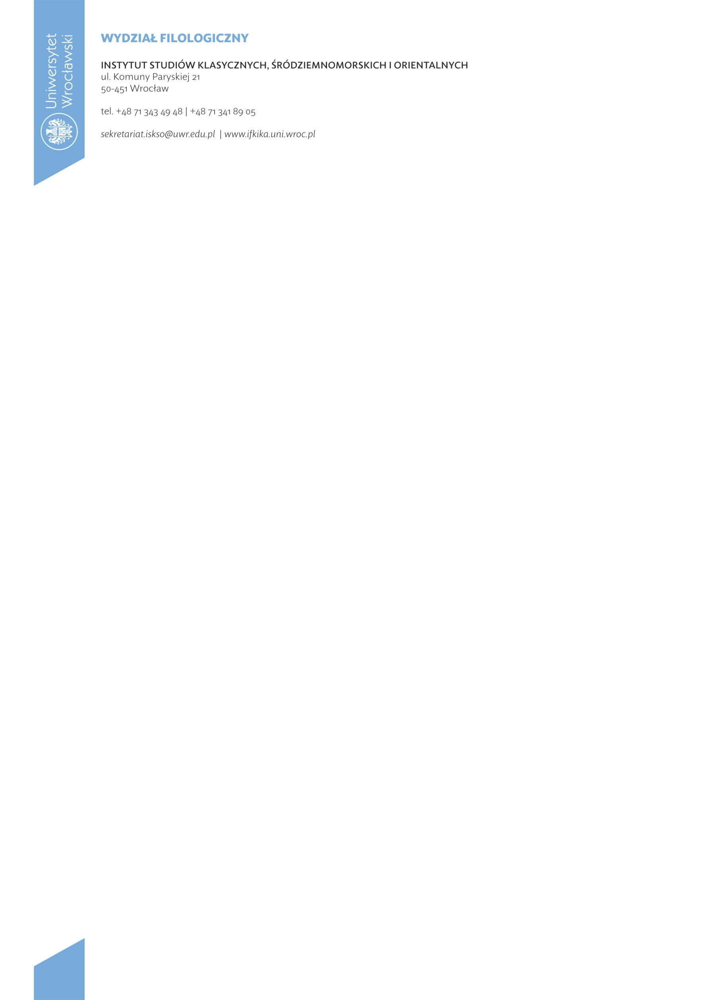 Uniwersytet
Wrocławski
WYDZIAŁ FILOLOGICZNY
INSTYTUT STUDIÓW KLASYCZNYCH, ŚRÓDZIEMNOMORSKICH I ORIENTALNYCH
ul. Komuny Paryskiej 21
50-451 Wrocław
tel. +48 71 343 49 48 | +48 71 341 89 05
sekretariat.iskso@uwr.edu.pl | www.ifkika.uni.wroc.pl